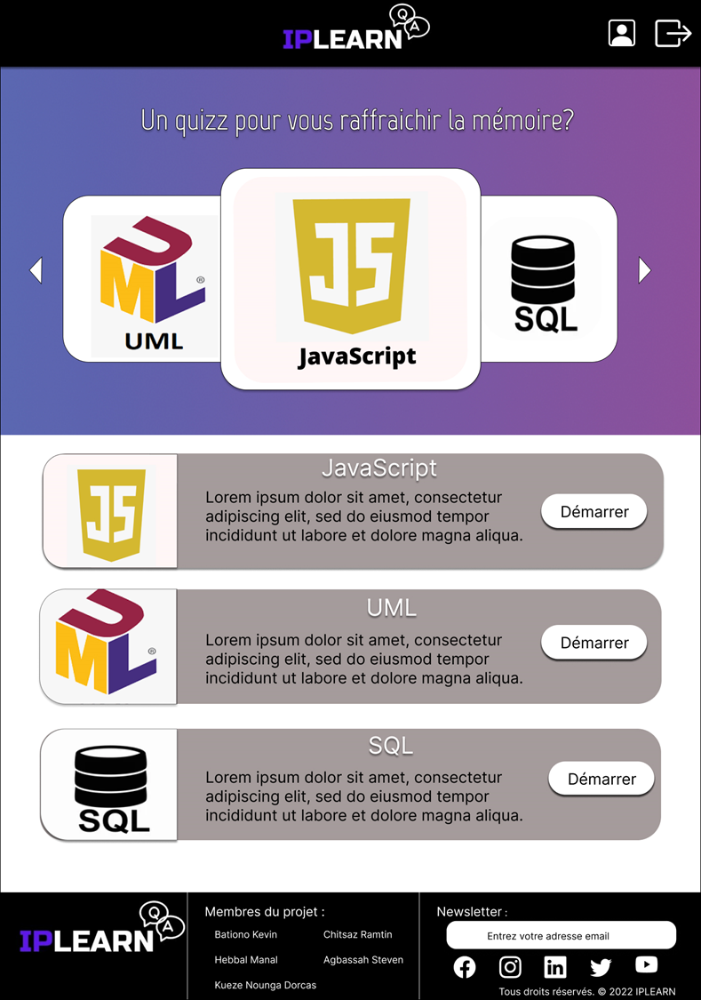 IPLEARN
Q
A
Un quizz pour vous raffraichir la mémoire?
UML
®
UML
JS
JavaScript
SQL
JS
JavaScript
Lorem ipsum dolor sit amet, consectetur
adipiscing elit, sed do eiusmod tempor
incididunt ut labore et dolore magna aliqua.
Démarrer
UML
®
UML
Lorem ipsum dolor sit amet, consectetur
adipiscing elit, sed do eiusmod tempor
incididunt ut labore et dolore magna aliqua.
Démarrer
SQL
SQL
Lorem ipsum dolor sit amet, consectetur
adipiscing elit, sed do eiusmod tempor
incididunt ut labore et dolore magna aliqua.
Démarrer
IPLEARN
Q
A
Membres du projet :
Bationo Kevin
Chitsaz Ramtin
Hebbal Manal
Agbassah Steven
Kueze Nounga Dorcas
Newsletter :
Entrez votre adresse email
Tous droits réservés. © 2022 IPLEARN